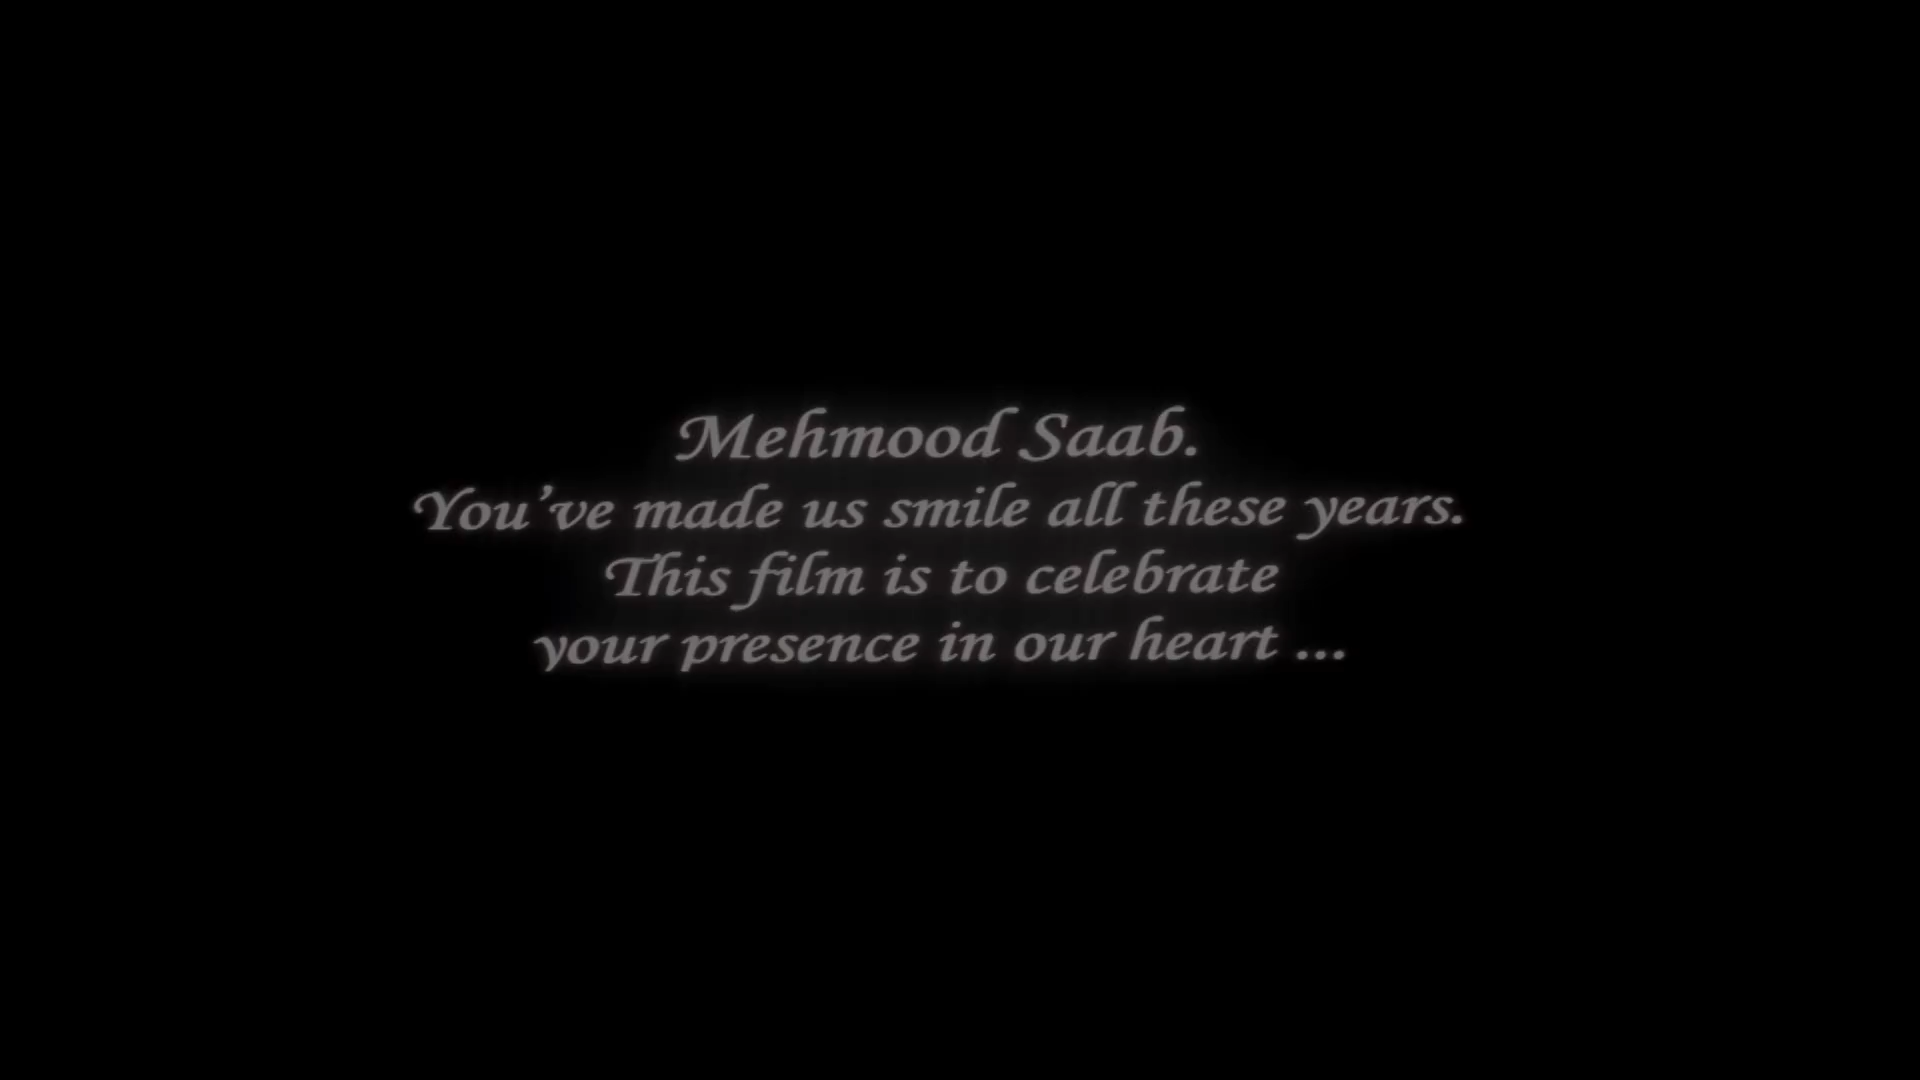 Mehmood Saab.
You've made us smile all these years.
This film is to celebrate
your presence in our heart ...